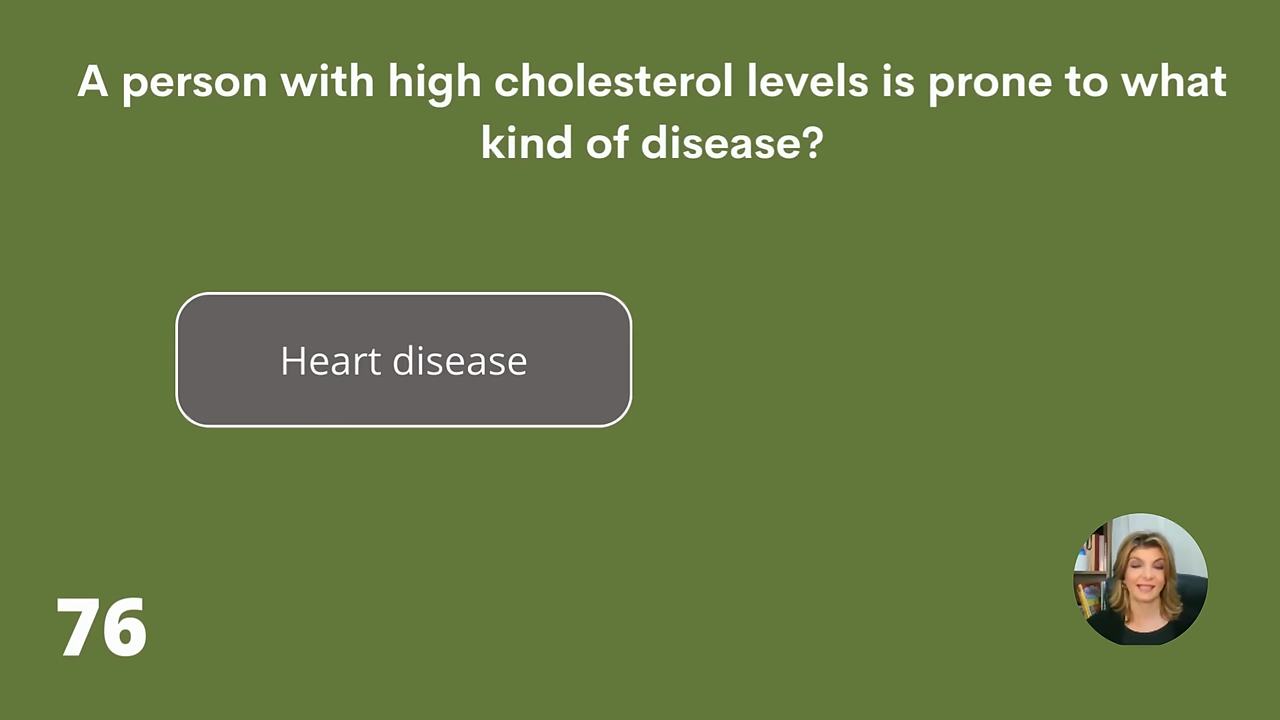 A person with high cholesterol levels is prone to what
kind of disease?
Heart disease
76